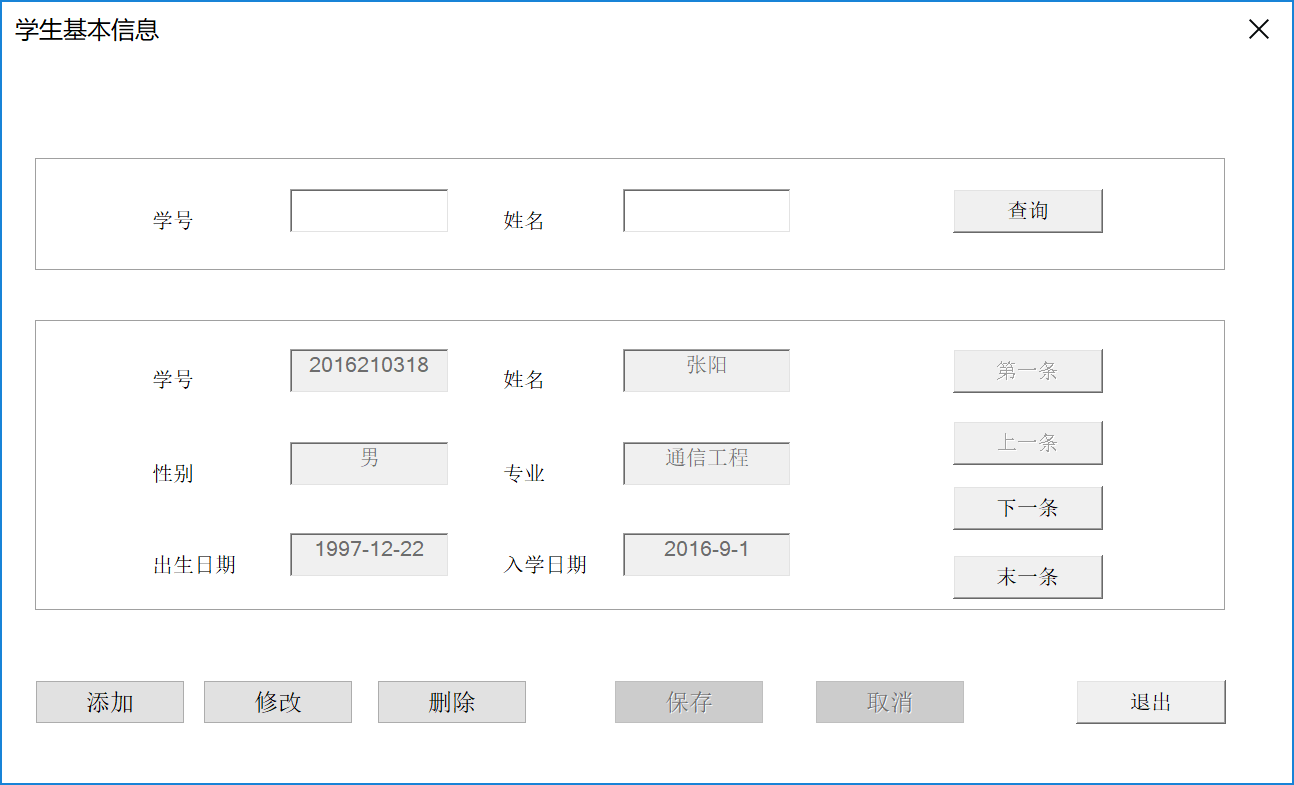 学生基本信息
学号 姓名 查询
学号 2016210318 姓名 张阳 第一条
上一条
性别 男 专业 通信工程
下一条
出生日期 1997-12-22 入学日期 2016-9-1
末一条
添加 修改 删除 保存 取消 退出